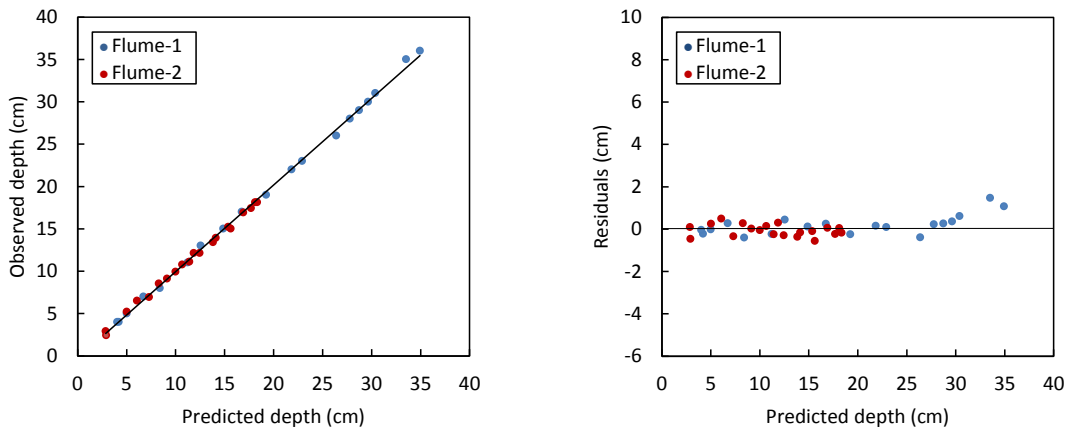 40
35
30
25
20
15
10
5
0
Observed depth (cm)
Flume-1
Flume-2
0 5 10 15 20 25 30 35 40
Predicted depth (cm)
10
8
6
4
2
0
-2
-4
-6
Residuals (cm)
Flume-1
Flume-2
0 5 10 15 20 25 30 35 40
Predicted depth (cm)